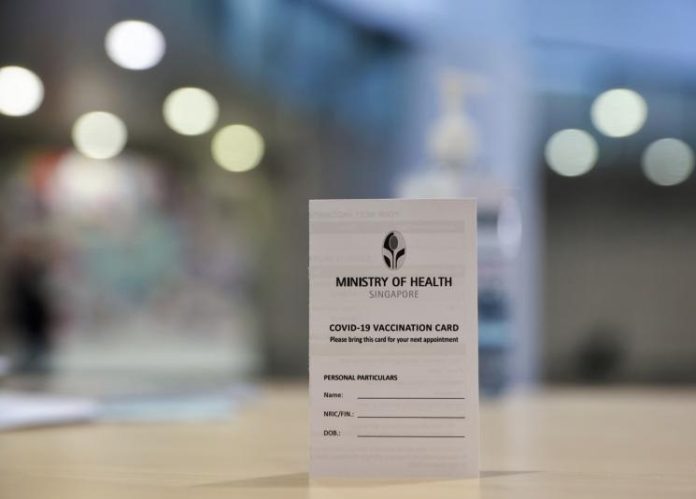 MINISTRY OF HEALTH
SINGAPORE
COVID-19 VACCINATION CARD
Please bring this card for your next appointment
PERSONAL PARTICULARS
Name:
NRIC/FIN.:
DOB.: